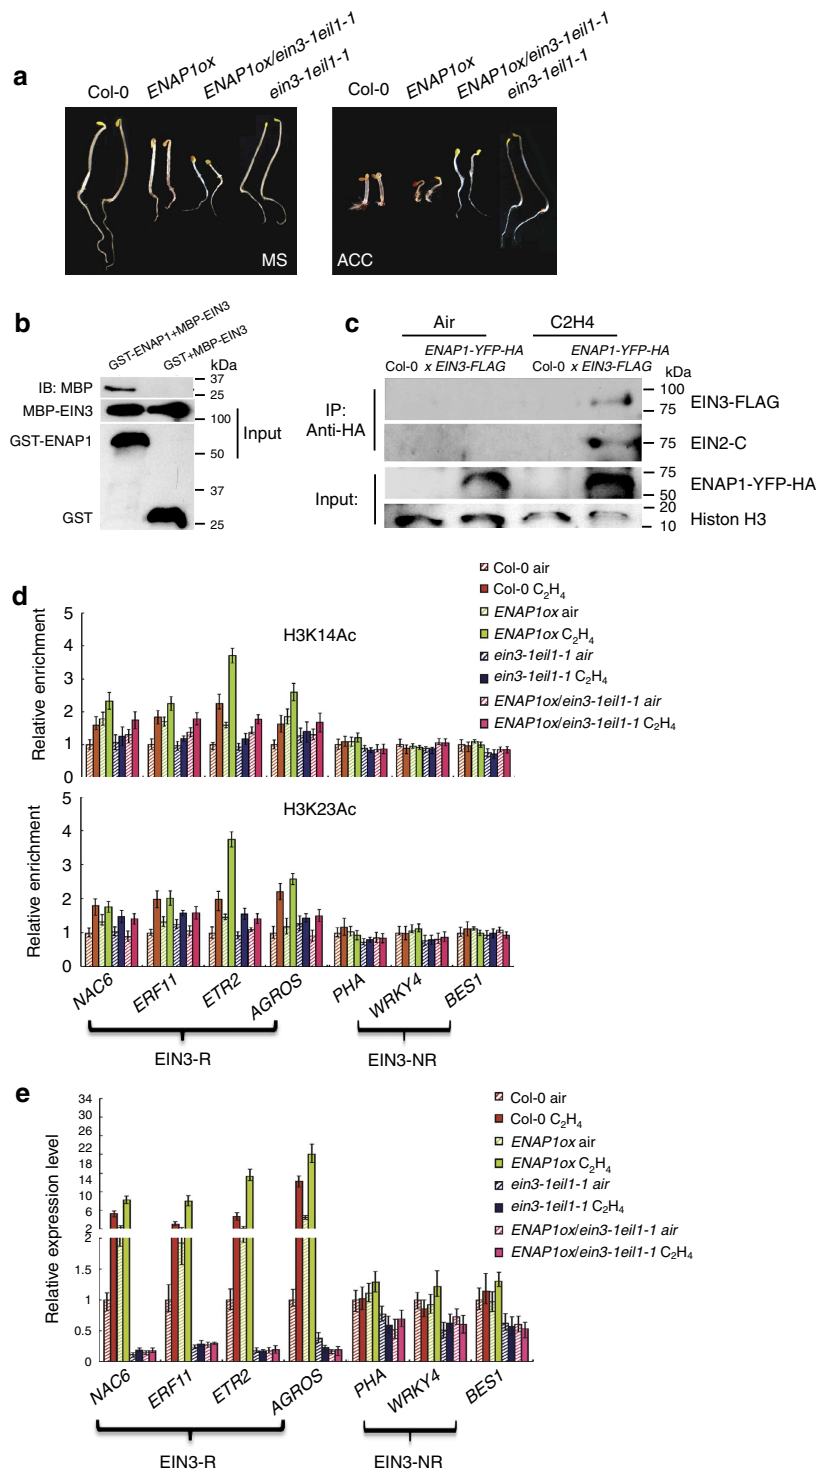 a
Col-0
ENAP1ox
ENAP1ox/ein3-1eil1-1
ein3-1eil1-1
Col-0
ENAP1ox
ENAP1ox/ein3-1eil1-1
ein3-1eil1-1
MS
ACC
b
GST-ENAP1+MBP-EIN3
GST+MBP-EIN3
kDa
IB: MBP
37
25
MBP-EIN3
100
GST-ENAP1
50
Input
37
GST
25
c
Air
C2H4
ENAP1-YFP-HA
ENAP1-YFP-HA
Col-0 x EIN3-FLAG
Col-0 x EIN3-FLAG
kDa
IP:
Anti-HA
100
75
EIN3-FLAG
75
EIN2-C
Input:
75
50
ENAP1-YFP-HA
20
10
Histon H3
d
Col-0 air
Col-0 C₂H₄
ENAP1ox air
ENAP1ox C₂H₄
ein3-1eil1-1 air
ein3-1eil1-1 C₂H₄
ENAP1ox/ein3-1eil1-1 air
ENAP1ox/ein3-1eil1-1 C₂H₄
H3K14Ac
Relative enrichment
5
4
3
2
1
0
H3K23Ac
Relative enrichment
5
4
3
2
1
0
NAC6
ERF11
ETR2
AGROS
PHA
WRKY4
BES1
EIN3-R
EIN3-NR
e
Col-0 air
Col-0 C₂H₄
ENAP1ox air
ENAP1ox C₂H₄
ein3-1eil1-1 air
ein3-1eil1-1 C₂H₄
ENAP1ox/ein3-1eil1-1 air
ENAP1ox/ein3-1eil1-1 C₂H₄
Relative expression level
34
30
26
22
18
14
10
6
2
2
1.5
1
0.5
0
NAC6
ERF11
ETR2
AGROS
PHA
WRKY4
BES1
EIN3-R
EIN3-NR